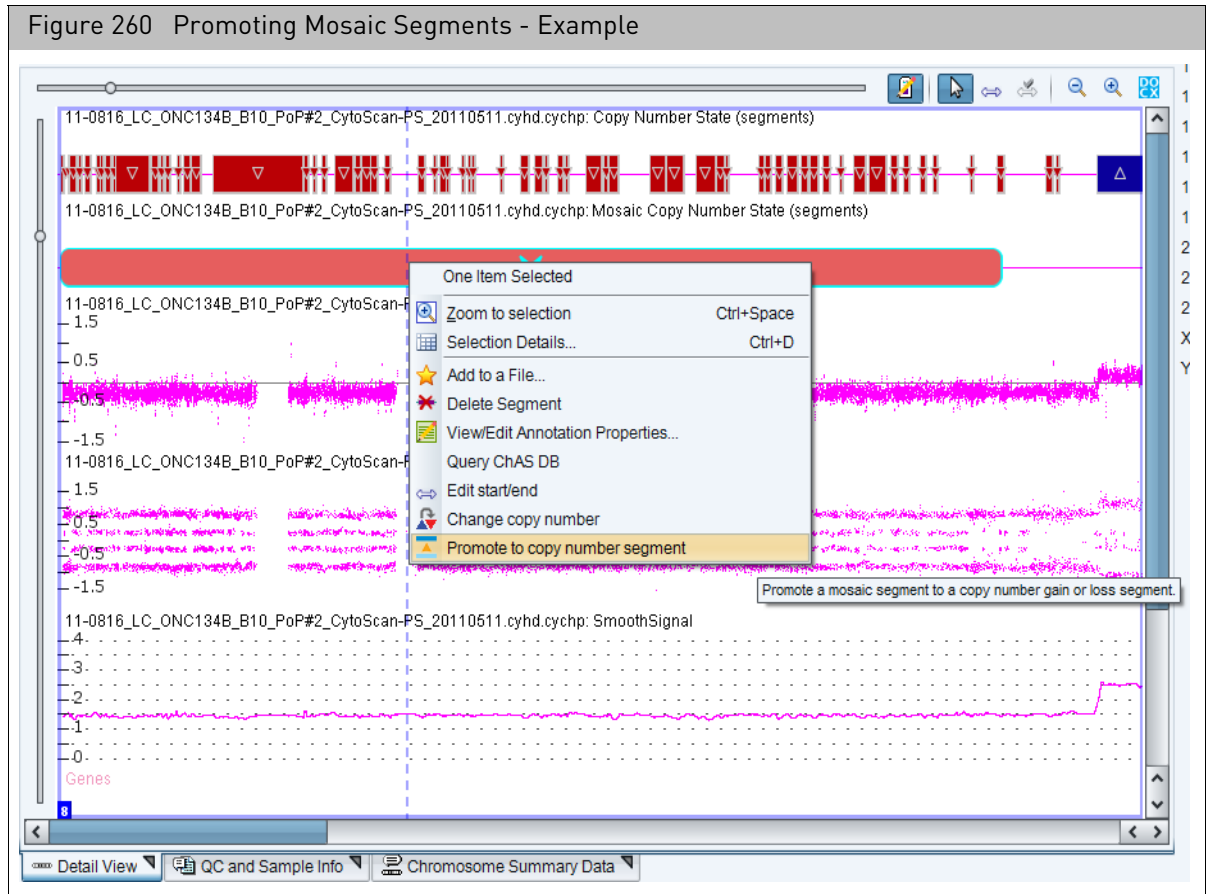 Figure 260 Promoting Mosaic Segments - Example
DO
CX
1
1
1
1
1
1
2
2
2
X
Y
11-0816_LC_ONC134B_B10_PoP#2_CytoScan-PS_20110511.cyhd.cychp: Copy Number State (segments)
11-0816_LC_ONC134B_B10_PoP#2_CytoScan-PS_20110511.cyhd.cychp: Mosaic Copy Number State (segments)
11-0816_LC_ONC134B_B10_PoP#2_CytoScan-P
1.5
0.5
-0.5
-1.5
One Item Selected
Zoom to selection Ctrl+Space
Selection Details... Ctrl+D
Add to a File...
Delete Segment
View/Edit Annotation Properties...
Query ChAS DB
Edit start/end
Change copy number
Promote to copy number segment
Promote a mosaic segment to a copy number gain or loss segment.
11-0816_LC_ONC134B_B10_PoP#2_CytoScan-P
1.5
0.5
-0.5
-1.5
11-0816_LC_ONC134B_B10_PoP#2_CytoScan-PS_20110511.cyhd.cychp: SmoothSignal
4
3
2
1
0
Genes
8
Detail View QC and Sample Info Chromosome Summary Data